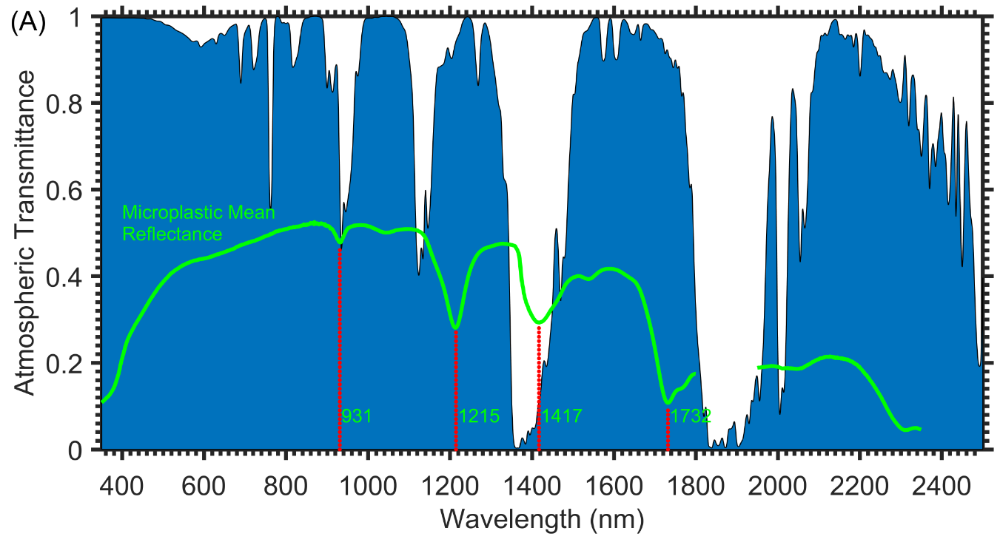 (A)
1
0.8
0.6
0.4
0.2
0
Atmospheric Transmittance
Microplastic Mean
Reflectance
931
1215
1417
1732
400 600 800 1000 1200 1400 1600 1800 2000 2200 2400
Wavelength (nm)